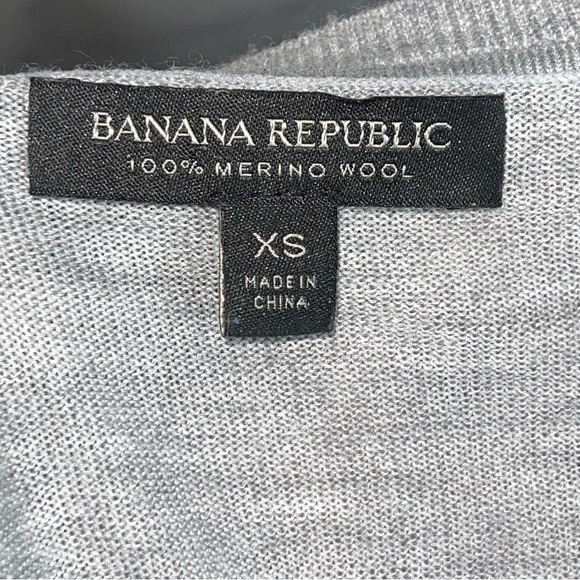 BANANA REPUBLIC
100% MERINO WOOL
XS
MADE IN
CHINA